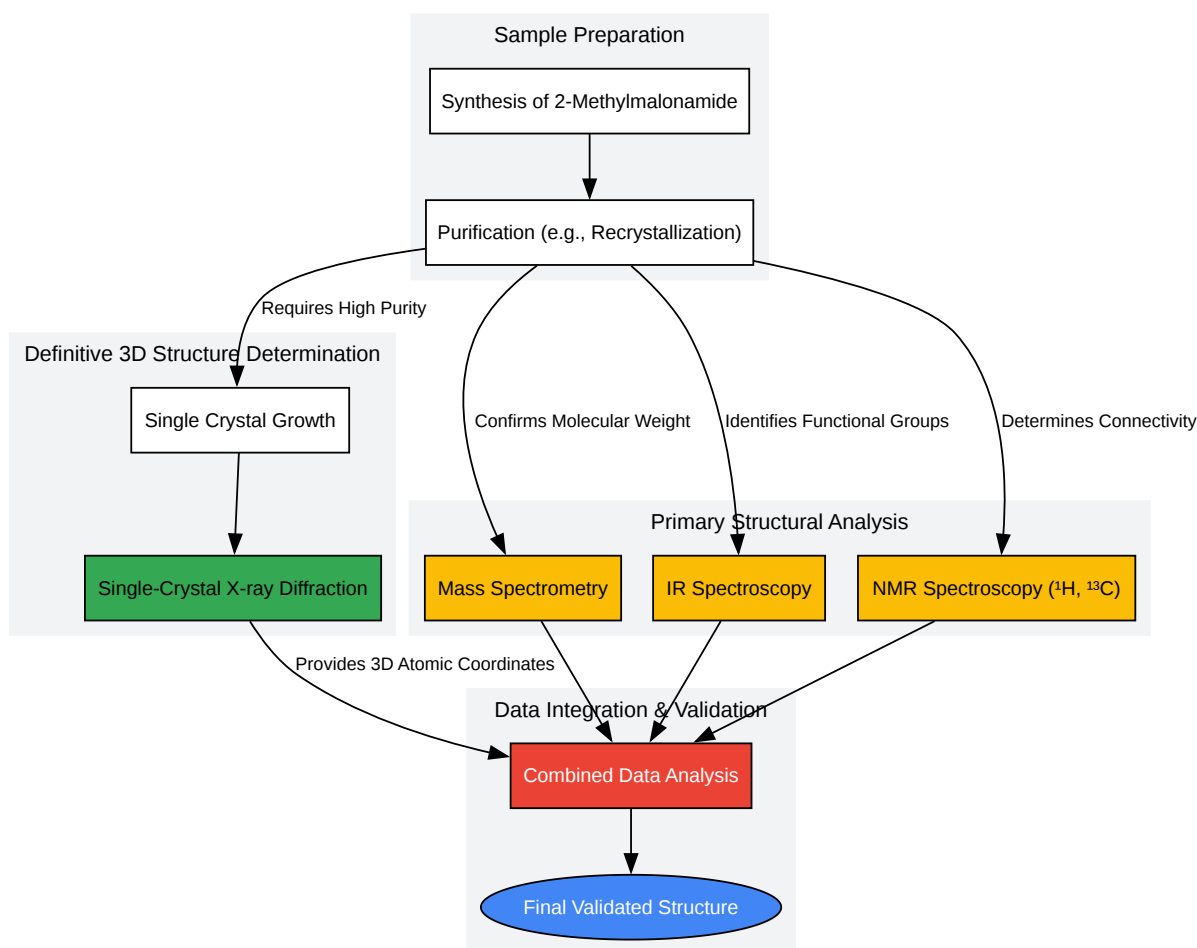 Sample Preparation
Synthesis of 2-Methylmalonamide
Purification (e.g., Recrystallization)
Requires High Purity
Definitive 3D Structure Determination
Single Crystal Growth
Confirms Molecular Weight
Identifies Functional Groups
Determines Connectivity
Primary Structural Analysis
Single-Crystal X-ray Diffraction
Mass Spectrometry
IR Spectroscopy
NMR Spectroscopy (¹H, ¹³C)
Provides 3D Atomic Coordinates
Data Integration & Validation
Combined Data Analysis
Final Validated Structure